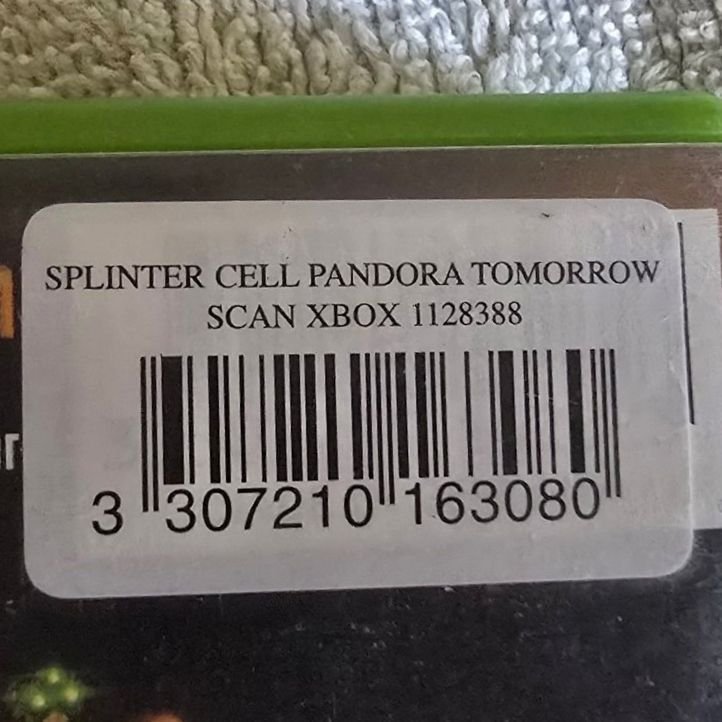 SPLINTER CELL PANDORA TOMORROW
SCAN XBOX 1128388
3 307210 163080